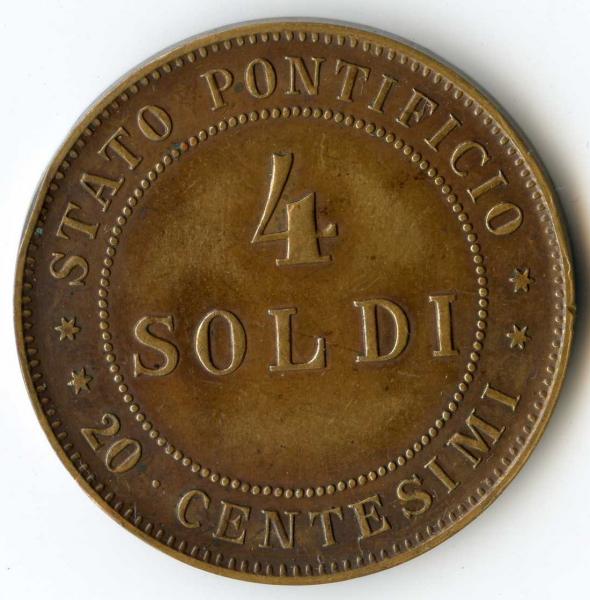 STATO PONTIFICIO
4
SOLDI
20 · CENTESIMI